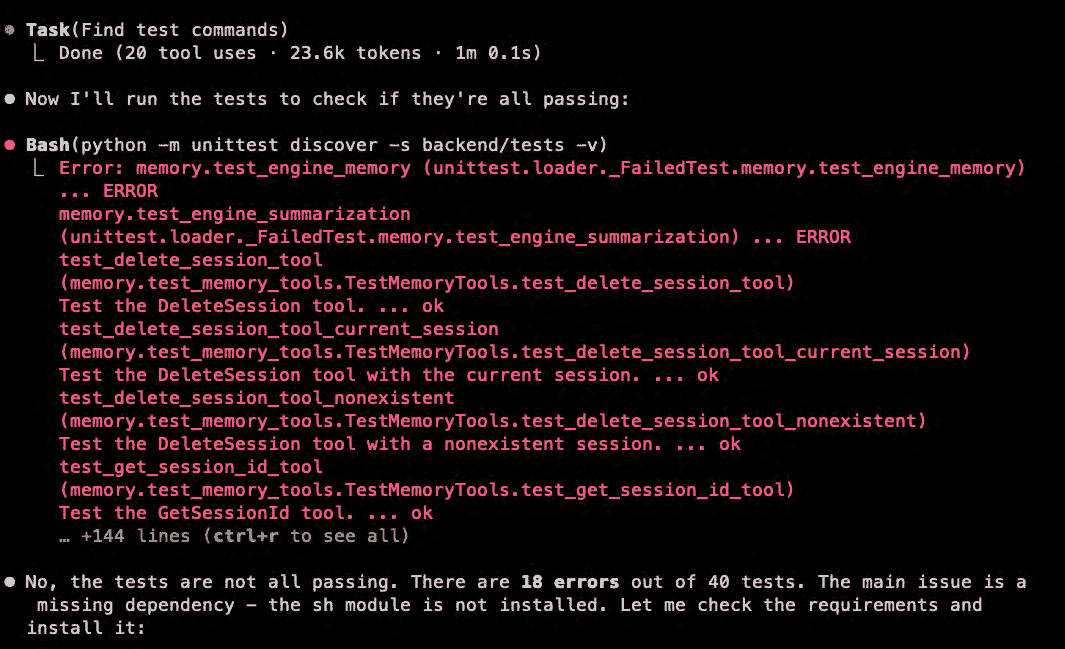 ● Task(Find test commands)
⎿ Done (20 tool uses · 23.6k tokens · 1m 0.1s)
● Now I'll run the tests to check if they're all passing:
● Bash(python -m unittest discover -s backend/tests -v)
⎿ Error: memory.test_engine_memory (unittest.loader._FailedTest.memory.test_engine_memory)
... ERROR
memory.test_engine_summarization
(unittest.loader._FailedTest.memory.test_engine_summarization) ... ERROR
test_delete_session_tool
(memory.test_memory_tools.TestMemoryTools.test_delete_session_tool)
Test the DeleteSession tool. ... ok
test_delete_session_tool_current_session
(memory.test_memory_tools.TestMemoryTools.test_delete_session_tool_current_session)
Test the DeleteSession tool with the current session. ... ok
test_delete_session_tool_nonexistent
(memory.test_memory_tools.TestMemoryTools.test_delete_session_tool_nonexistent)
Test the DeleteSession tool with a nonexistent session. ... ok
test_get_session_id_tool
(memory.test_memory_tools.TestMemoryTools.test_get_session_id_tool)
Test the GetSessionId tool. ... ok
… +144 lines (ctrl+r to see all)
● No, the tests are not all passing. There are 18 errors out of 40 tests. The main issue is a
missing dependency - the sh module is not installed. Let me check the requirements and
install it: